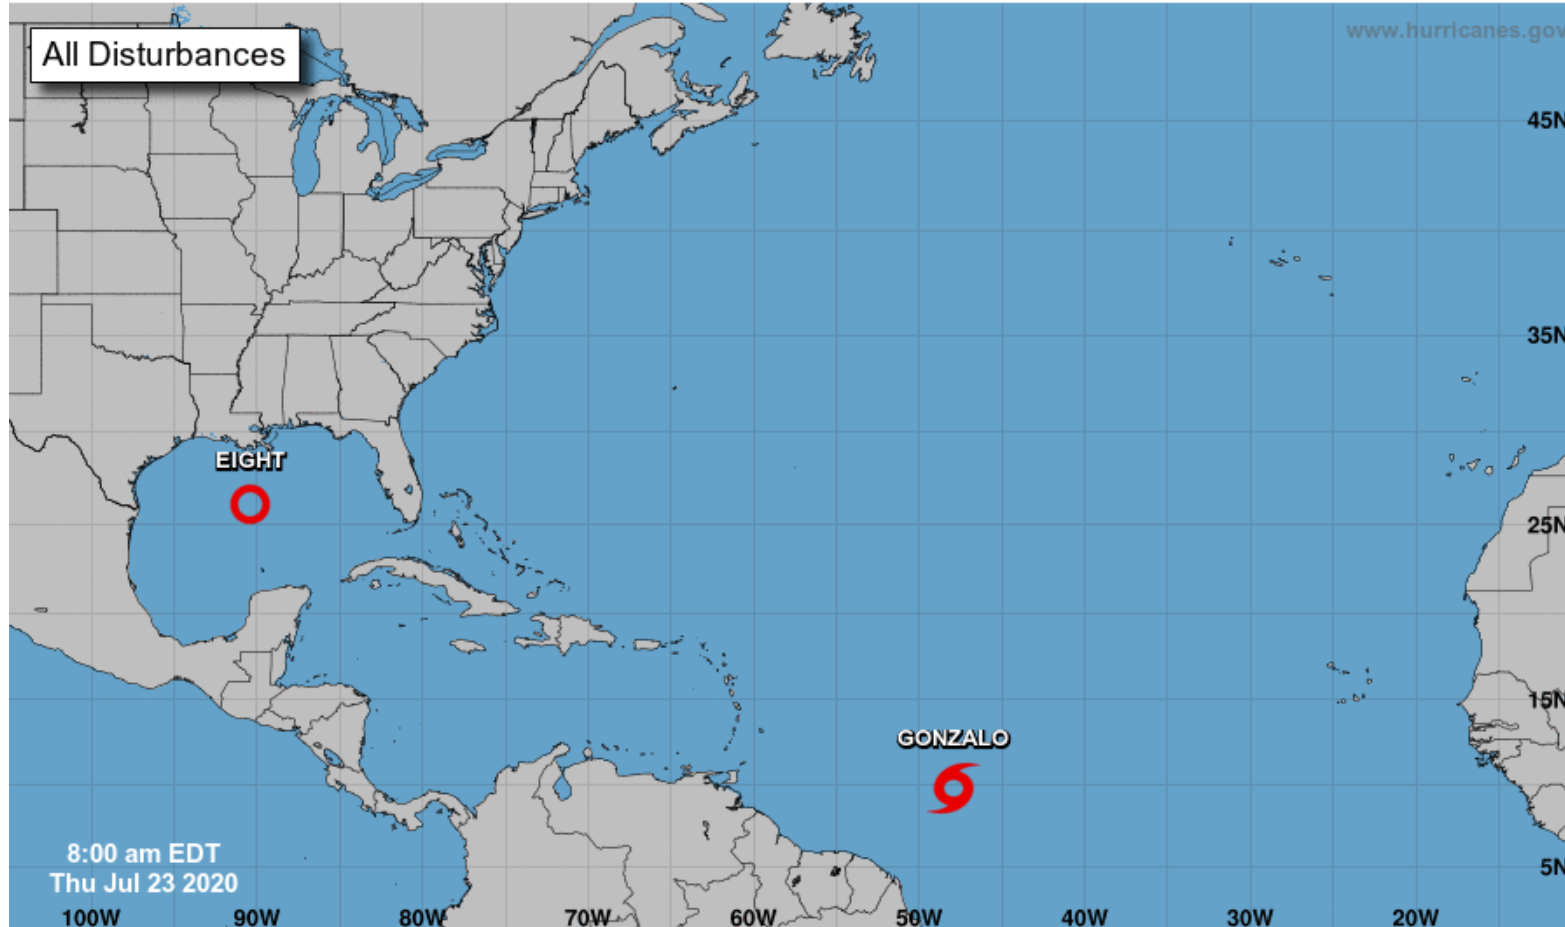 All Disturbances
www.hurricanes.gov
45N
35N
EIGHT
25N
15N
GONZALO
8:00 am EDT
Thu Jul 23 2020
5N
100W 90W 80W 70W 60W 50W 40W 30W 20W